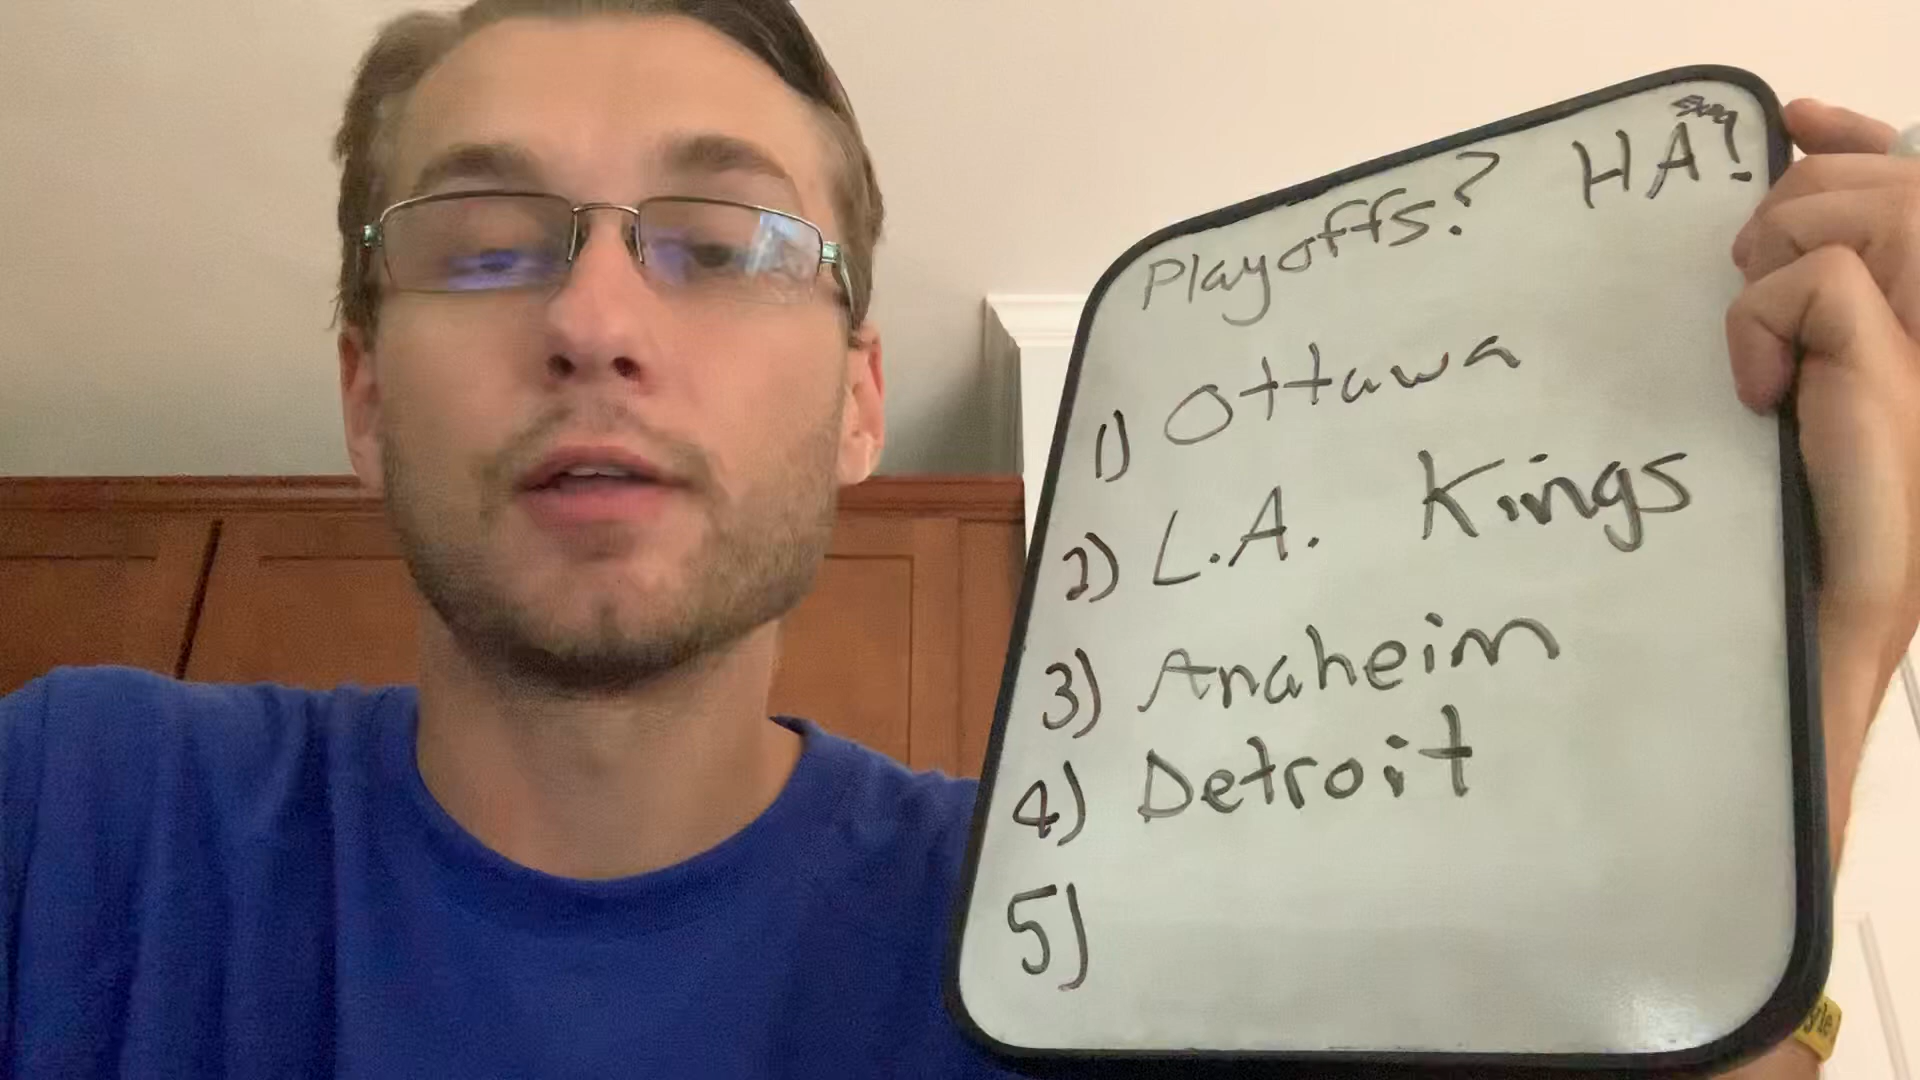 Playoffs? HA!
1) Ottawa
2) L.A. Kings
3) Anaheim
4) Detroit
5)